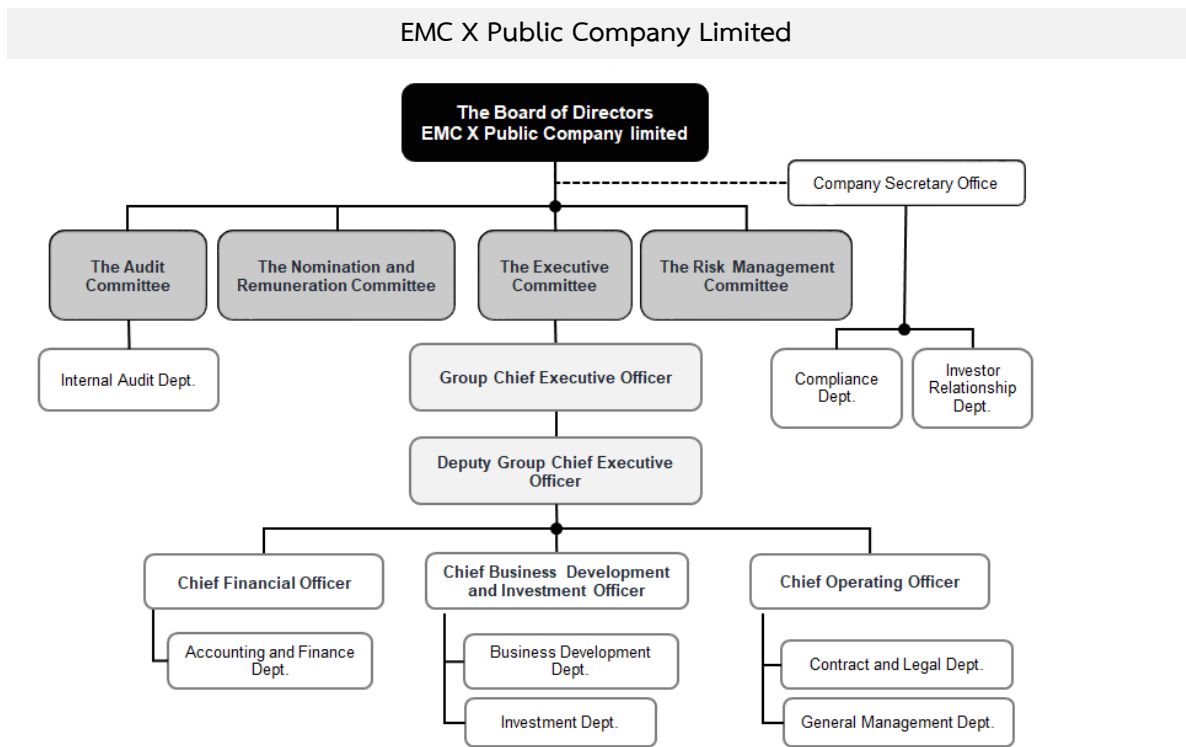 EMC X Public Company Limited
The Board of Directors
EMC X Public Company limited
Company Secretary Office
The Audit
Committee
The Nomination and
Remuneration Committee
The Executive
Committee
The Risk Management
Committee
Internal Audit Dept.
Group Chief Executive Officer
Compliance
Dept.
Investor
Relationship
Dept.
Deputy Group Chief Executive
Officer
Chief Financial Officer
Chief Business Development
and Investment Officer
Chief Operating Officer
Accounting and Finance
Dept.
Business Development
Dept.
Contract and Legal Dept.
Investment Dept.
General Management Dept.